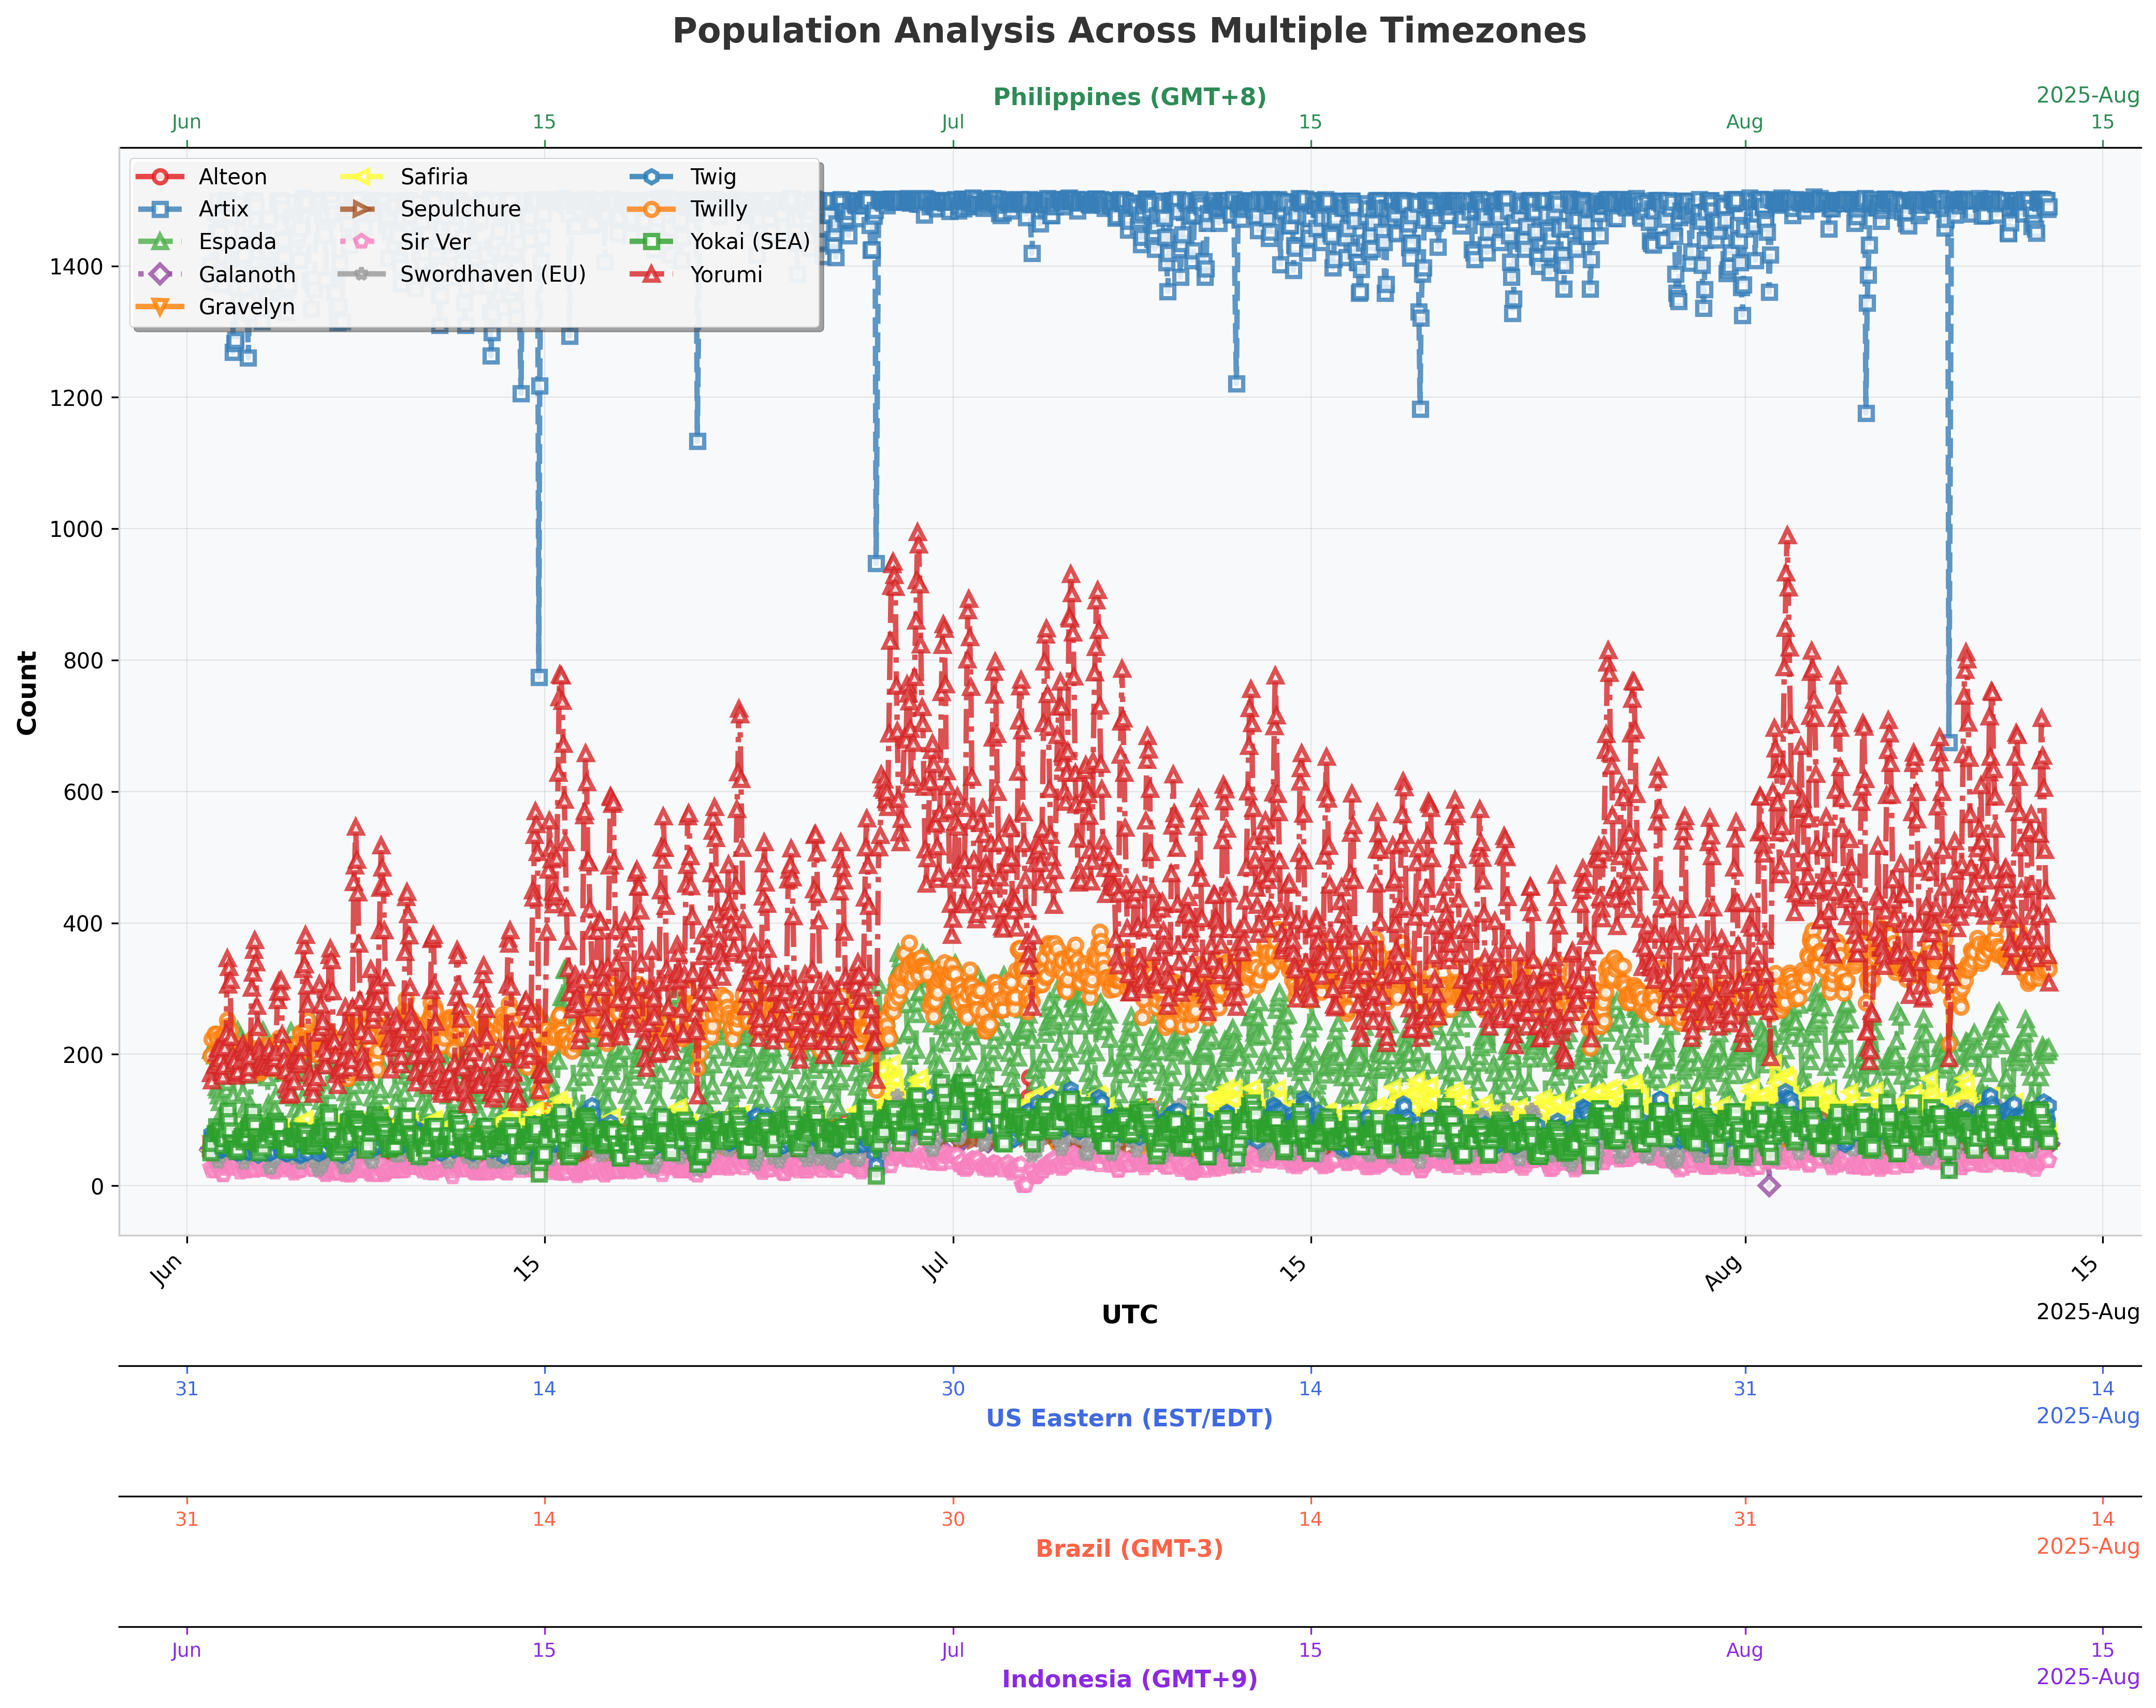 Population Analysis Across Multiple Timezones
Philippines (GMT+8)
2025-Aug
Jun 15 Jul 15 Aug 15
Alteon Safiria Twig
Artix Sepulchure Twilly
Espada Sir Ver Yokai (SEA)
Galanoth Swordhaven (EU) Yorumi
Gravelyn
1400
1200
1000
800
600
400
200
0
Count
Jun 15 Jul 15 Aug 15
UTC
2025-Aug
31 14 30 14 31 14
US Eastern (EST/EDT)
2025-Aug
31 14 30 14 31 14
Brazil (GMT-3)
2025-Aug
Jun 15 Jul 15 Aug 15
Indonesia (GMT+9)
2025-Aug